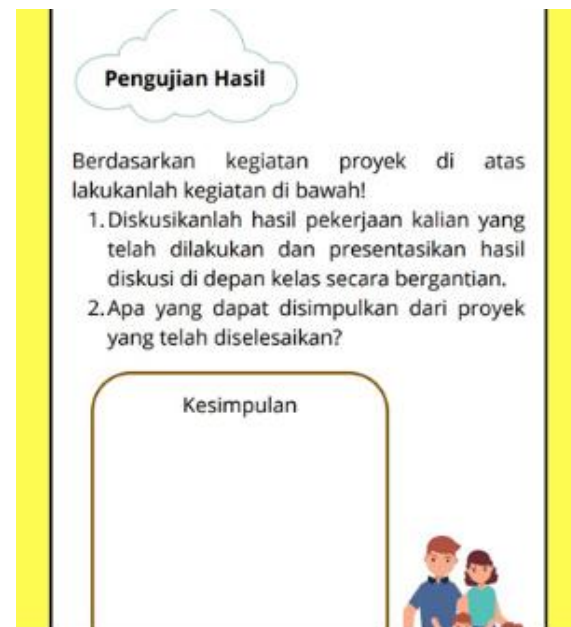 Pengujian Hasil
Berdasarkan kegiatan proyek di atas
lakukanlah kegiatan di bawah!
1. Diskusikanlah hasil pekerjaan kalian yang
telah dilakukan dan presentasikan hasil
diskusi di depan kelas secara bergantian.
2. Apa yang dapat disimpulkan dari proyek
yang telah diselesaikan?
Kesimpulan